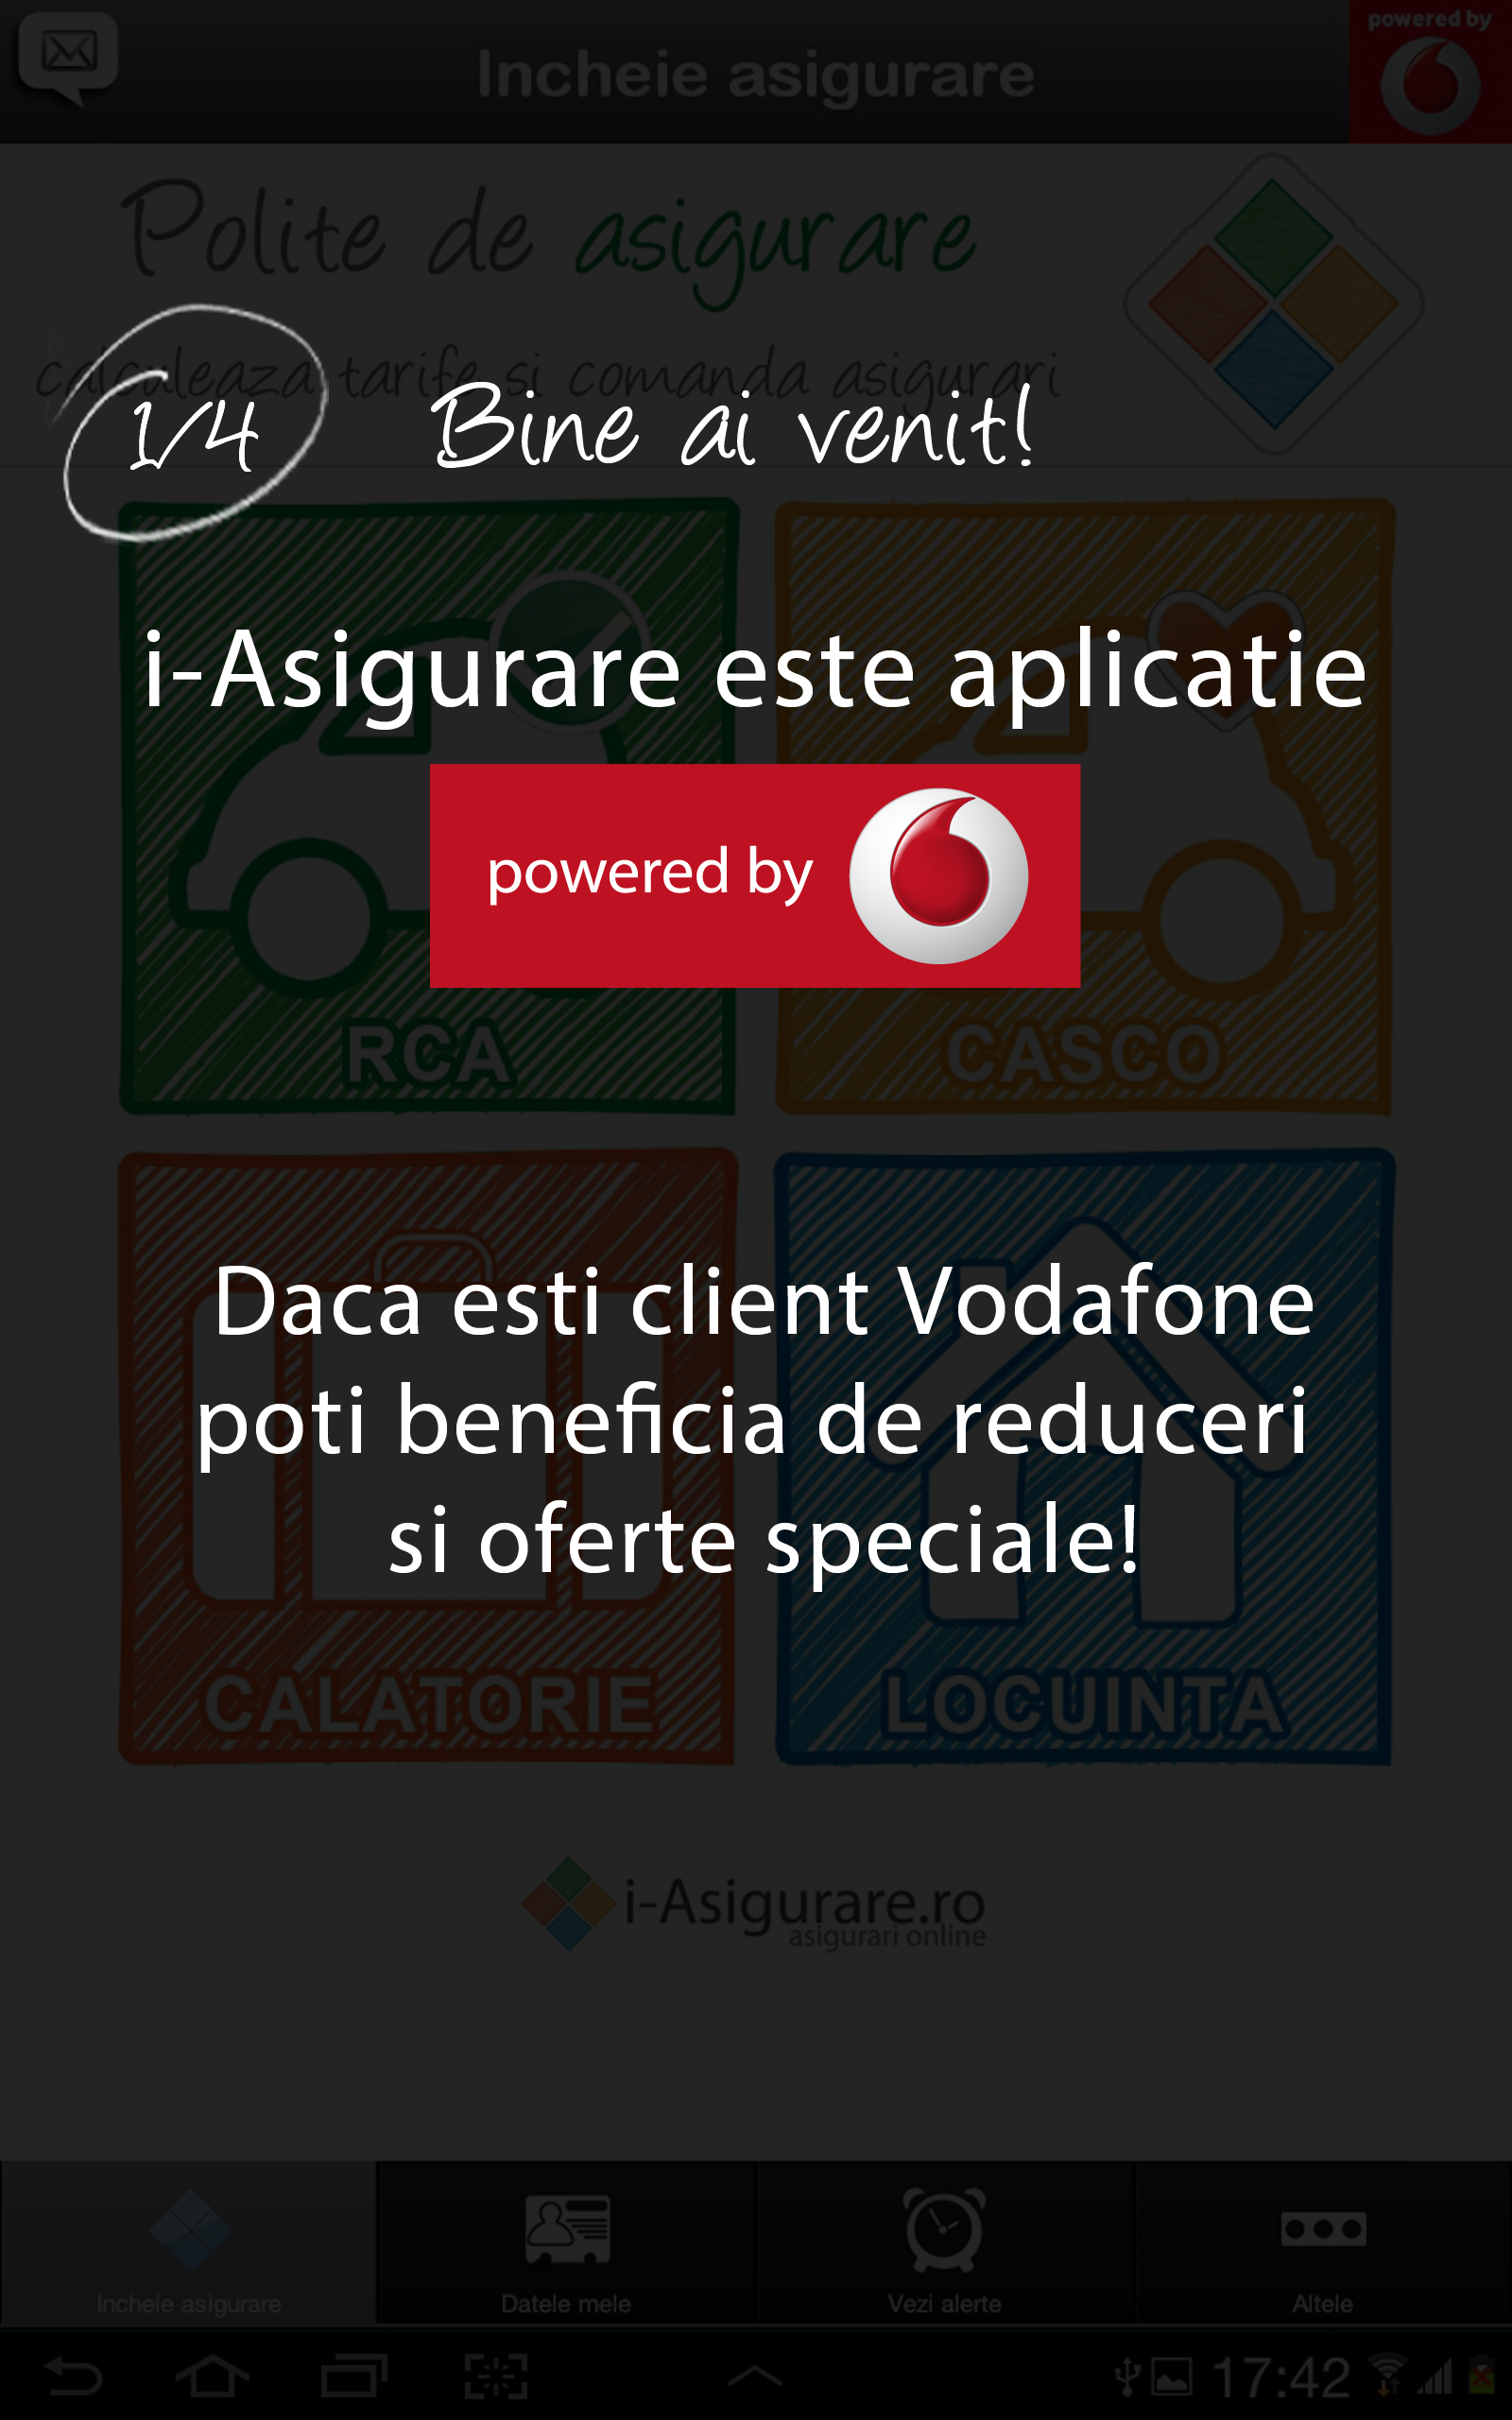 Incheie asigurare
powered by
Polite de asigurare
calculeaza tarife si comanda asigurari
1/4
Bine ai venit!
i-Asigurare este aplicatie
powered by
RCA
CASCO
Daca esti client Vodafone
poti beneficia de reduceri
si oferte speciale!
CALATORIE
LOCUINTA
i-Asigurare.ro
asigurari online
Incheie asigurare
Datele mele
Vezi alerte
Altele
17:42